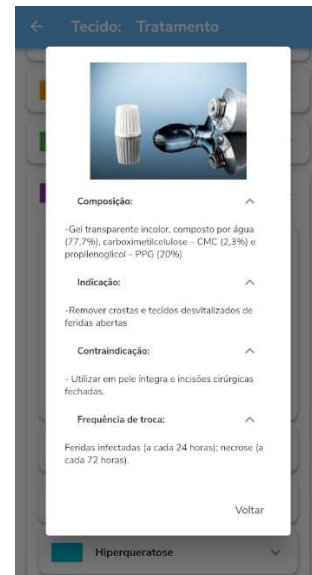 Tecido: Tratamento
Composição:
-Gel transparente incolor, composto por água
(77,7%), carboximetilcelulose – CMC (2,3%) e
propilenoglicol – PPG (20%)
Indicação:
-Remover crostas e tecidos desvitalizados de
feridas abertas
Contraindicação:
- Utilizar em pele íntegra e incisões cirúrgicas
fechadas.
Frequência de troca:
Feridas infectadas (a cada 24 horas); necrose (a
cada 72 horas).
Voltar
Hiperqueratose